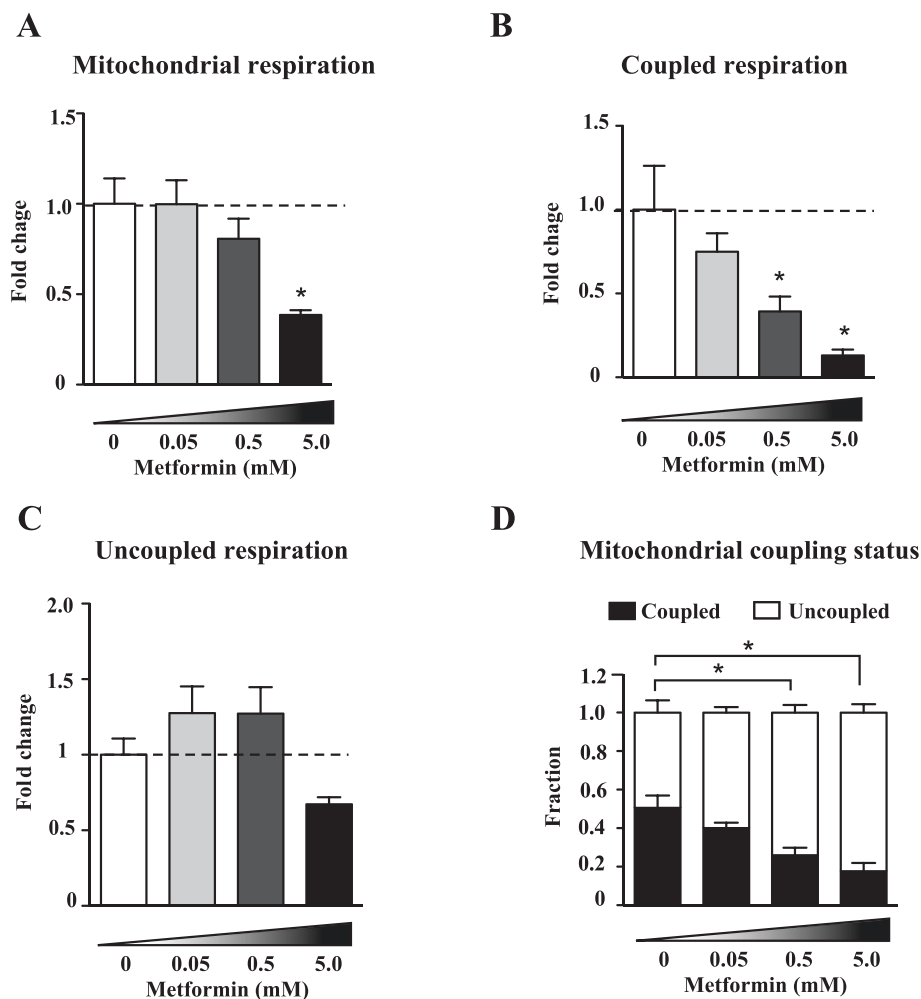 A
Mitochondrial respiration
Fold chage
1.5
1.0
0.5
0
*
0 0.05 0.5 5.0
Metformin (mM)
B
Coupled respiration
Fold chage
1.5
1.0
0.5
0
*
*
0 0.05 0.5 5.0
Metformin (mM)
C
Uncoupled respiration
Fold change
2.0
1.5
1
0.5
0
0 0.05 0.5 5.0
Metformin (mM)
D
Mitochondrial coupling status
Coupled Uncoupled
Fraction
*
*
1.2
1.0
0.8
0.6
0.4
0.2
0
0 0.05 0.5 5.0
Metformin (mM)